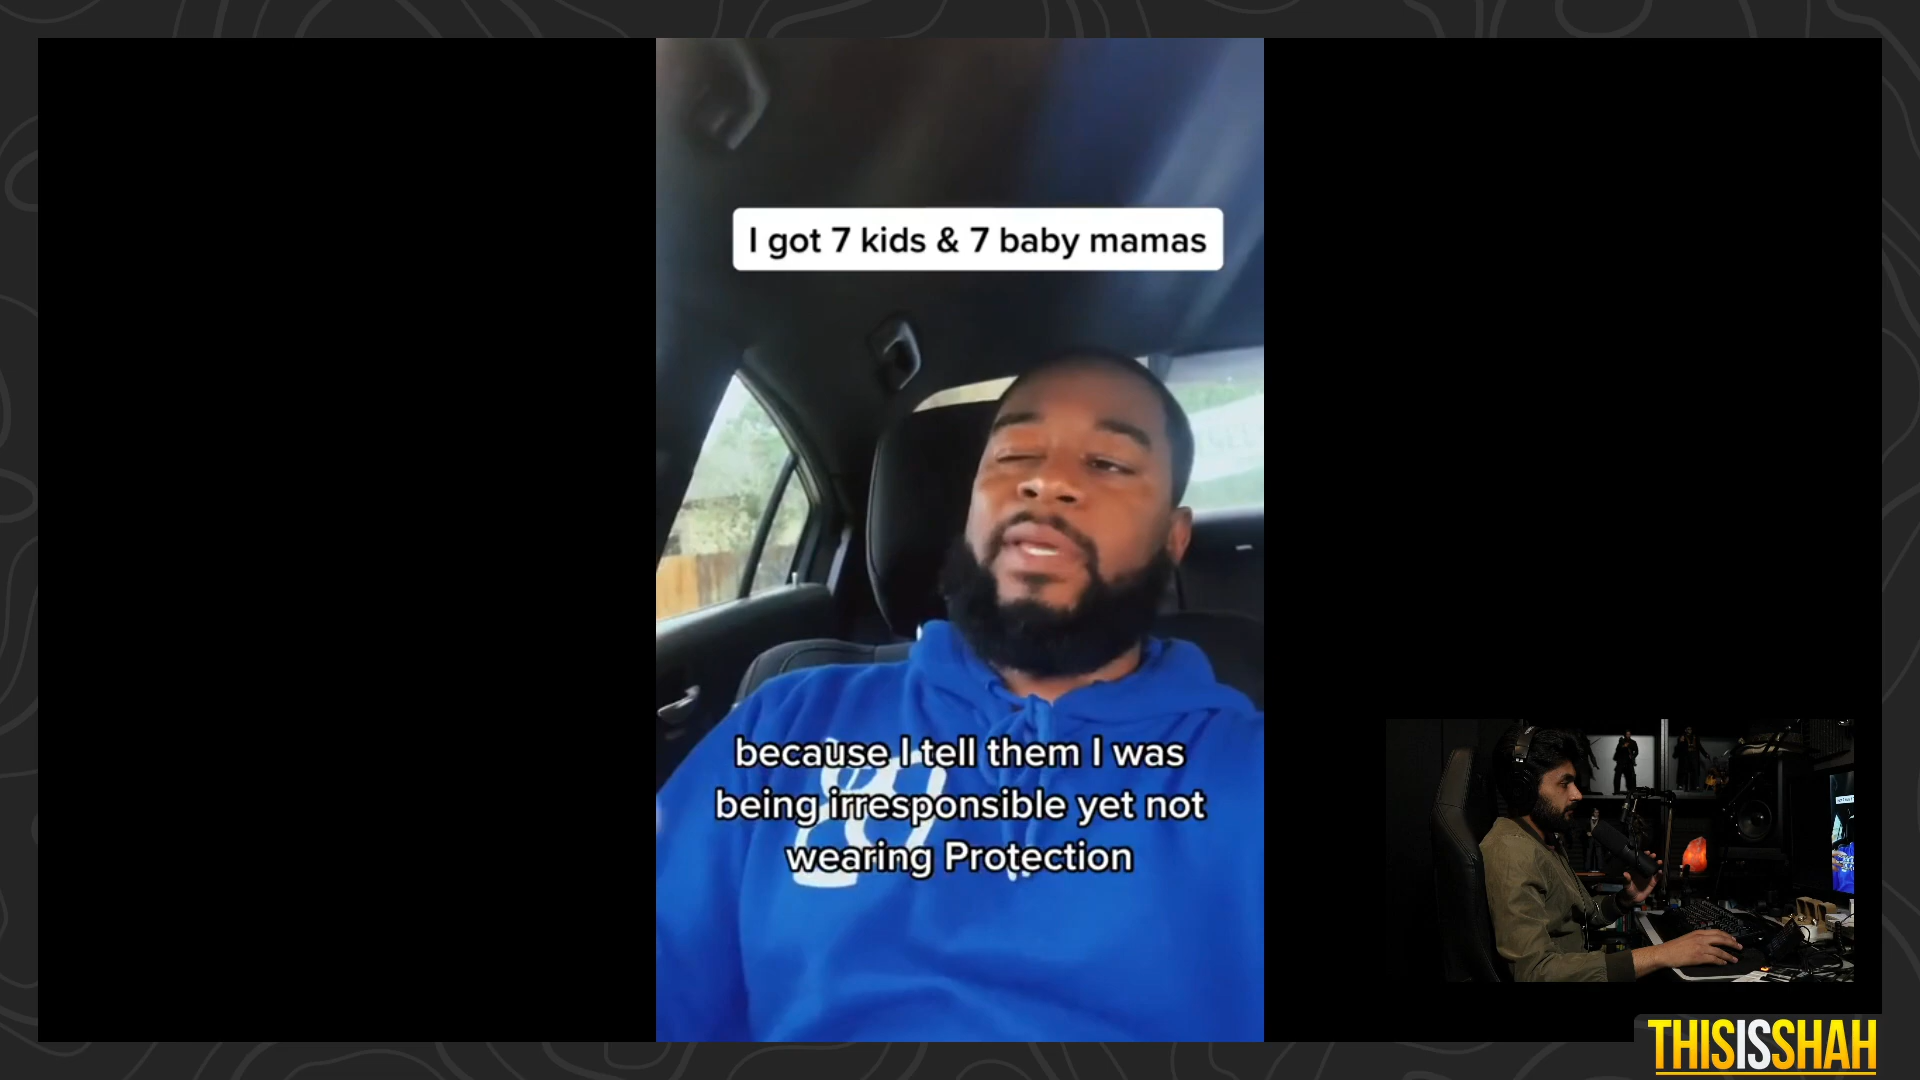 I got 7 kids & 7 baby mamas
because I tell them I was
being irresponsible yet not
wearing Protection
THISISSHAH